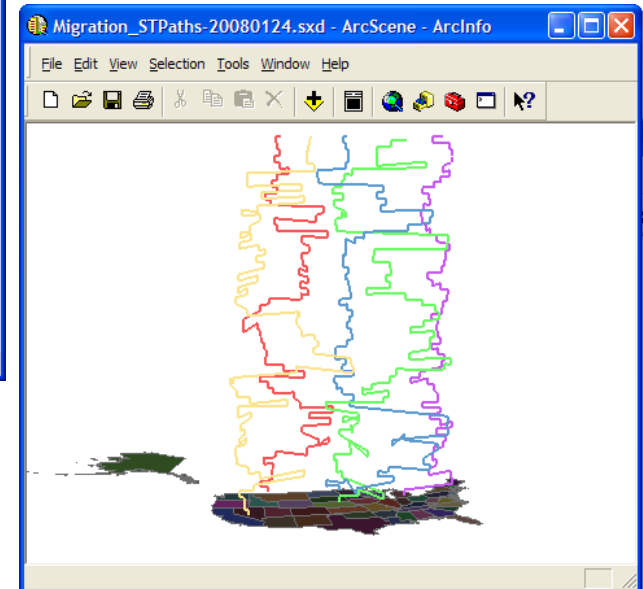 Migration_STPaths-20080124.sxd - ArcScene - ArcInfo
File Edit View Selection Tools Window Help